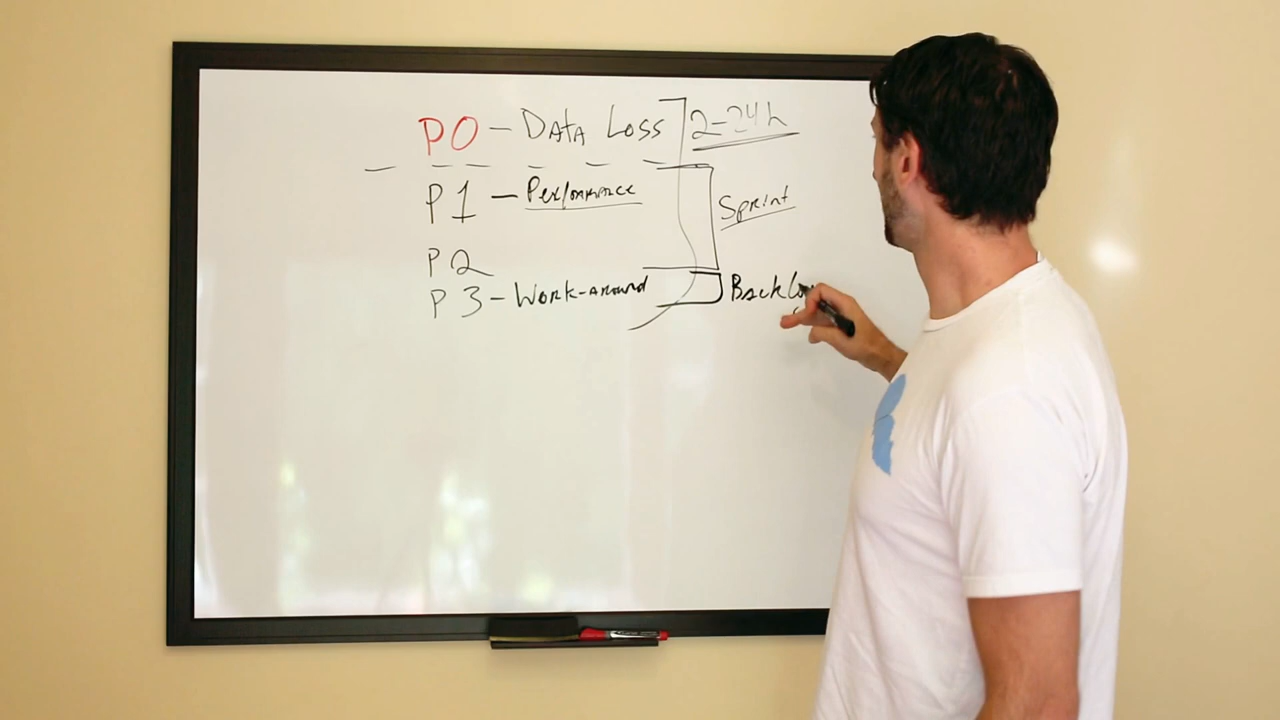 P0 - Data Loss 2-24h
P1 - Performance Sprint
P2
P3 - Work-around Backlog